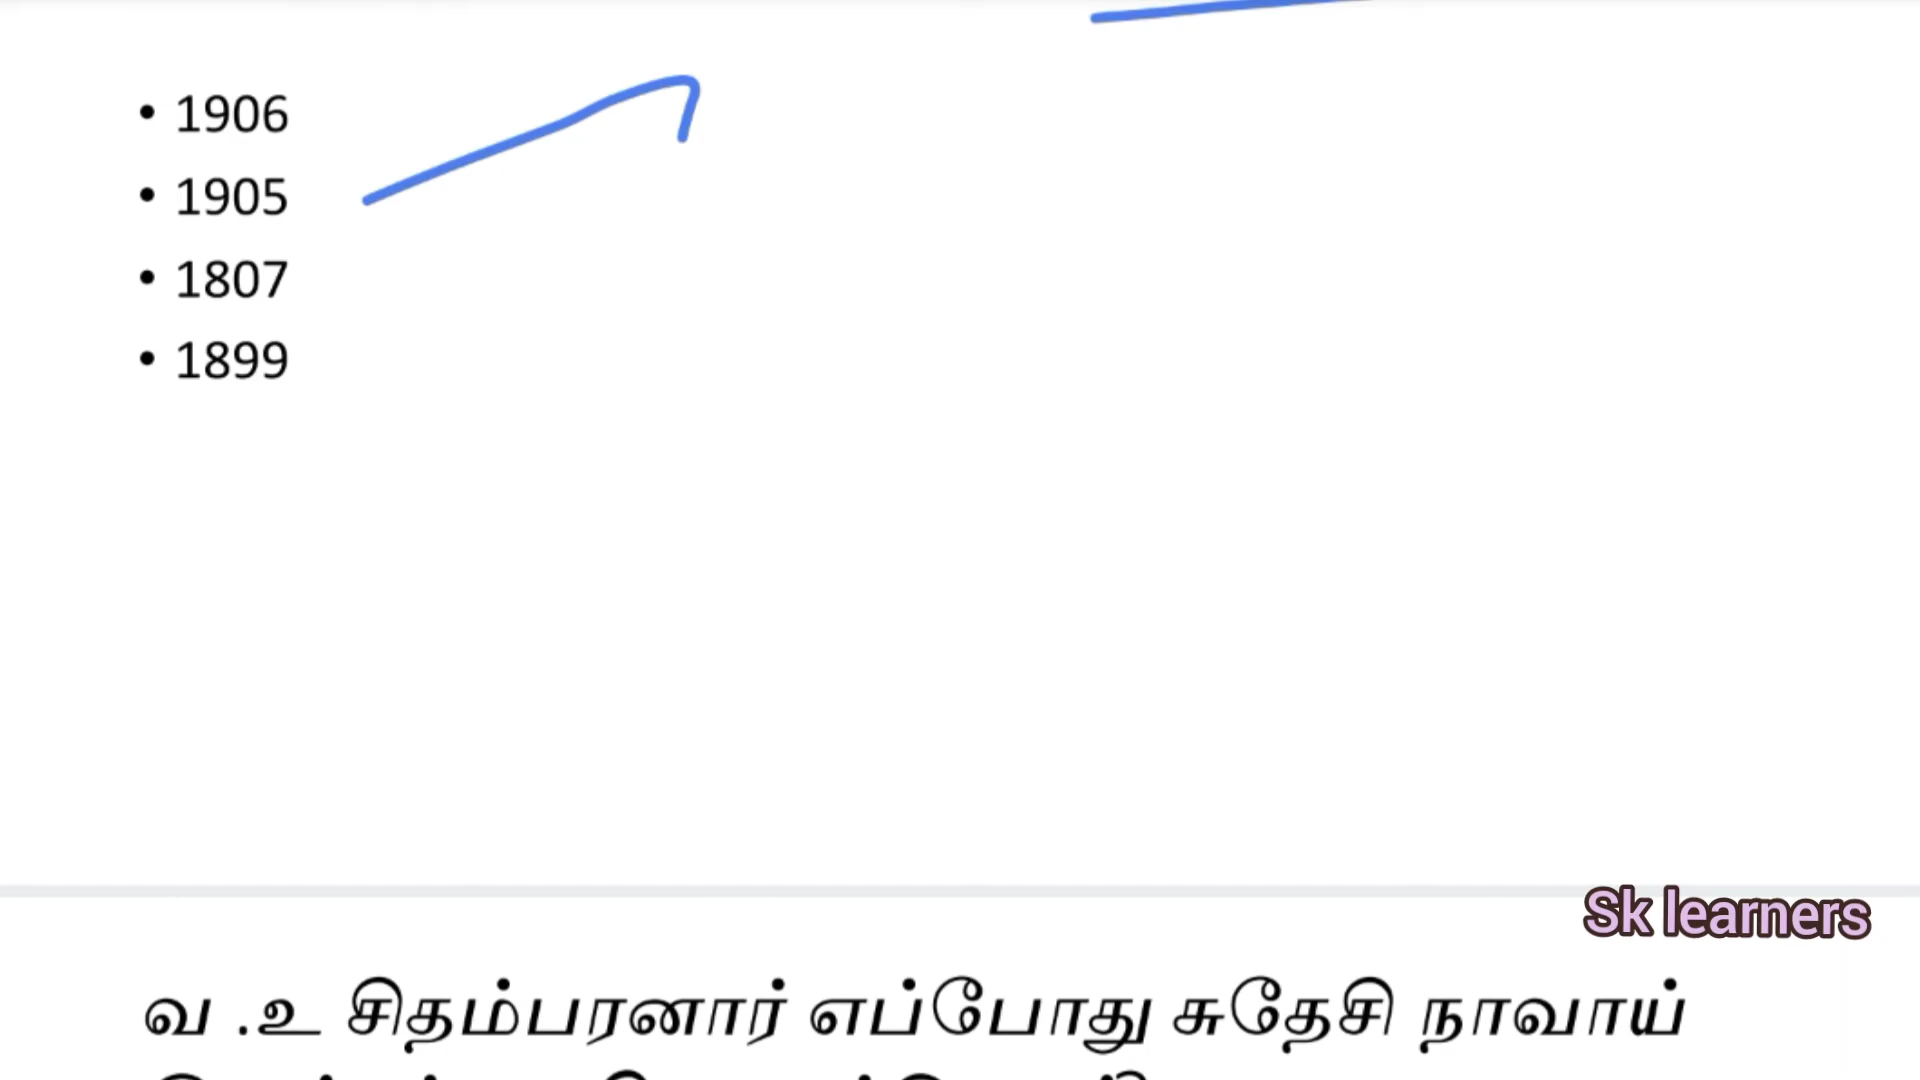 • 1906
• 1905
• 1807
• 1899
Sk learners
வ .உ சிதம்பரனார் எப்போது சுதேசி நாவாய்